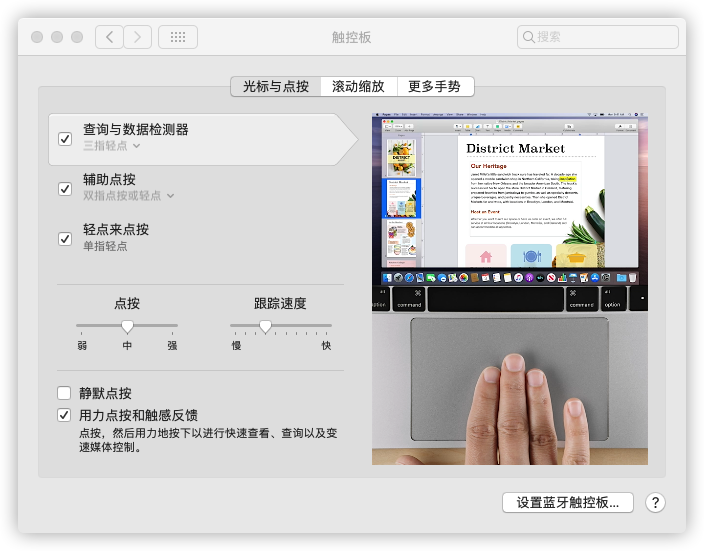 触控板
搜索
光标与点按
滚动缩放
更多手势
查询与数据检测器
三指轻点
辅助点按
双指点按或轻点
轻点来点按
单指轻点
点按
跟踪速度
弱
中
强
慢
快
静默点按
用力点按和触感反馈
点按，然后用力地按下以进行快速查看、查询以及变
速媒体控制。
District Market
Our Heritage
Host an Event
option
command
command
option
设置蓝牙触控板...
?